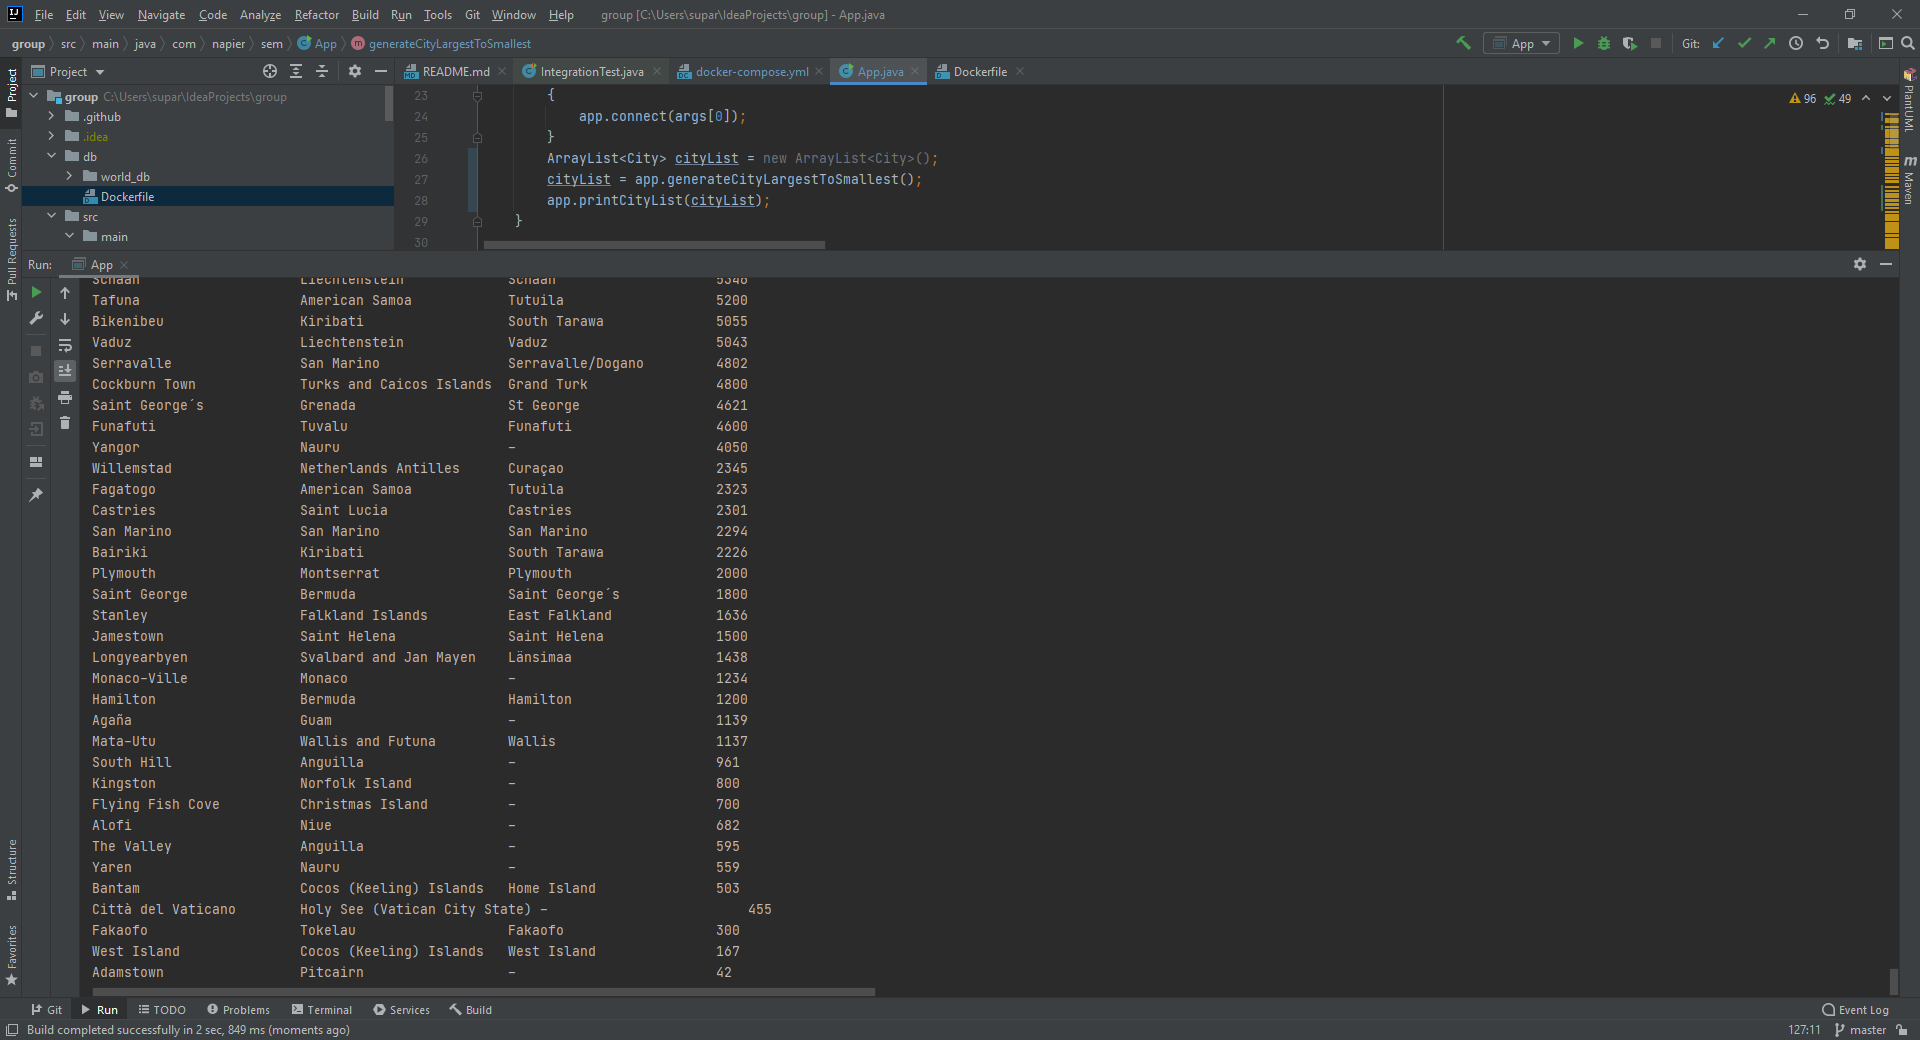 File Edit View Navigate Code Analyze Refactor Build Run Tools Git Window Help group [C:\Users\supar\IdeaProjects\group] - App.java
group src main java com napier sem App generateCityLargestToSmallest App Git:
Project README.md IntegrationTest.java docker-compose.yml App.java Dockerfile
group C:\Users\supar\IdeaProjects\group
.github
.idea
db
world_db
Dockerfile
src
main
23 {
24 app.connect(args[0]);
25 }
26 ArrayList<City> cityList = new ArrayList<City>();
27 cityList = app.generateCityLargestToSmallest();
28 app.printCityList(cityList);
29 }
30
96 49
Project
Commit
Pull Requests
Structure
Favorites
PlantUML
Maven
Run: App
Schaan Liechtenstein Schaan 5346
Tafuna American Samoa Tutuila 5200
Bikenibeu Kiribati South Tarawa 5055
Vaduz Liechtenstein Vaduz 5043
Serravalle San Marino Serravalle/Dogano 4802
Cockburn Town Turks and Caicos Islands Grand Turk 4800
Saint George´s Grenada St George 4621
Funafuti Tuvalu Funafuti 4600
Yangor Nauru – 4050
Willemstad Netherlands Antilles Curaçao 2345
Fagatogo American Samoa Tutuila 2323
Castries Saint Lucia Castries 2301
San Marino San Marino San Marino 2294
Bairiki Kiribati South Tarawa 2226
Plymouth Montserrat Plymouth 2000
Saint George Bermuda Saint George´s 1800
Stanley Falkland Islands East Falkland 1636
Jamestown Saint Helena Saint Helena 1500
Longyearbyen Svalbard and Jan Mayen Länsimaa 1438
Monaco-Ville Monaco – 1234
Hamilton Bermuda Hamilton 1200
Agaña Guam – 1139
Mata-Utu Wallis and Futuna Wallis 1137
South Hill Anguilla – 961
Kingston Norfolk Island – 800
Flying Fish Cove Christmas Island – 700
Alofi Niue – 682
The Valley Anguilla – 595
Yaren Nauru – 559
Bantam Cocos (Keeling) Islands Home Island 503
Città del Vaticano Holy See (Vatican City State) – 455
Fakaofo Tokelau Fakaofo 300
West Island Cocos (Keeling) Islands West Island 167
Adamstown Pitcairn – 42
Git Run TODO Problems Terminal Services Build Event Log
Build completed successfully in 2 sec, 849 ms (moments ago) 127:11 master